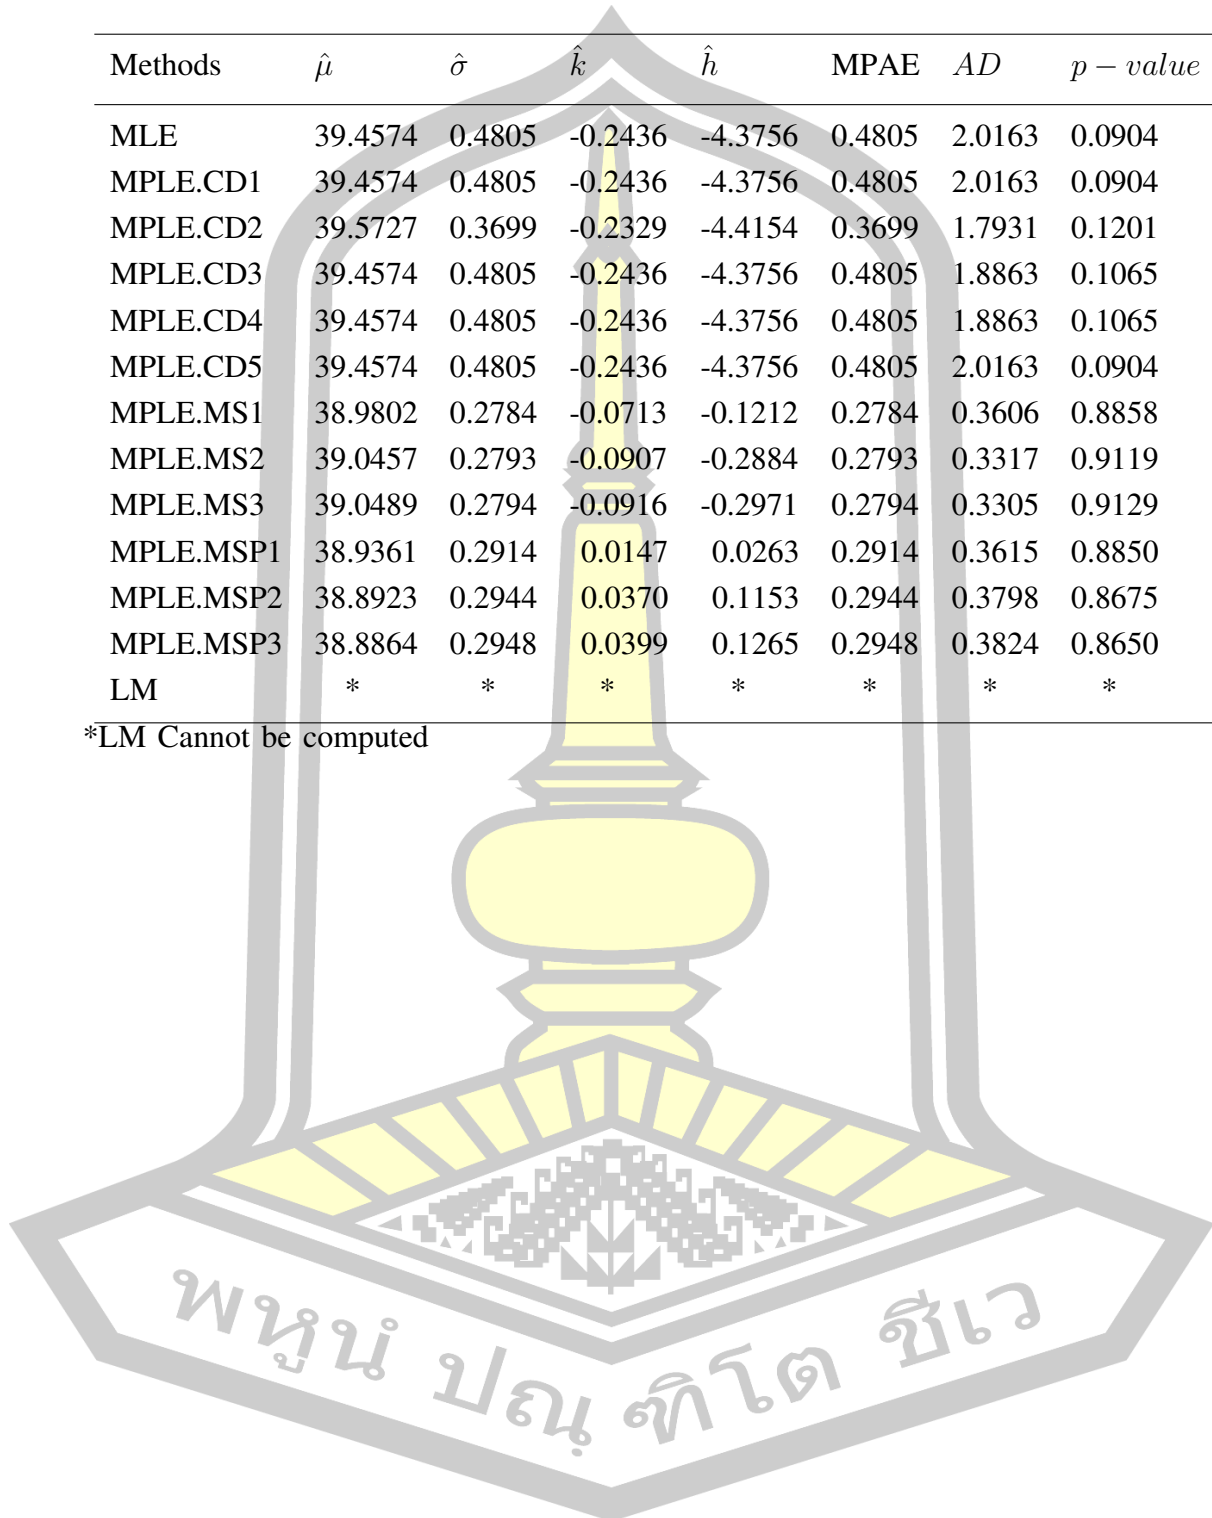 Methods μ̂ σ̂ k̂ ĥ MPAE AD p − value
MLE 39.4574 0.4805 -0.2436 -4.3756 0.4805 2.0163 0.0904
MPLE.CD1 39.4574 0.4805 -0.2436 -4.3756 0.4805 2.0163 0.0904
MPLE.CD2 39.5727 0.3699 -0.2329 -4.4154 0.3699 1.7931 0.1201
MPLE.CD3 39.4574 0.4805 -0.2436 -4.3756 0.4805 1.8863 0.1065
MPLE.CD4 39.4574 0.4805 -0.2436 -4.3756 0.4805 1.8863 0.1065
MPLE.CD5 39.4574 0.4805 -0.2436 -4.3756 0.4805 2.0163 0.0904
MPLE.MS1 38.9802 0.2784 -0.0713 -0.1212 0.2784 0.3606 0.8858
MPLE.MS2 39.0457 0.2793 -0.0907 -0.2884 0.2793 0.3317 0.9119
MPLE.MS3 39.0489 0.2794 -0.0916 -0.2971 0.2794 0.3305 0.9129
MPLE.MSP1 38.9361 0.2914 0.0147 0.0263 0.2914 0.3615 0.8850
MPLE.MSP2 38.8923 0.2944 0.0370 0.1153 0.2944 0.3798 0.8675
MPLE.MSP3 38.8864 0.2948 0.0399 0.1265 0.2948 0.3824 0.8650
LM * * * * * * *
*LM Cannot be computed
พหูนํ ปณฺ ฑิโต ชีเว